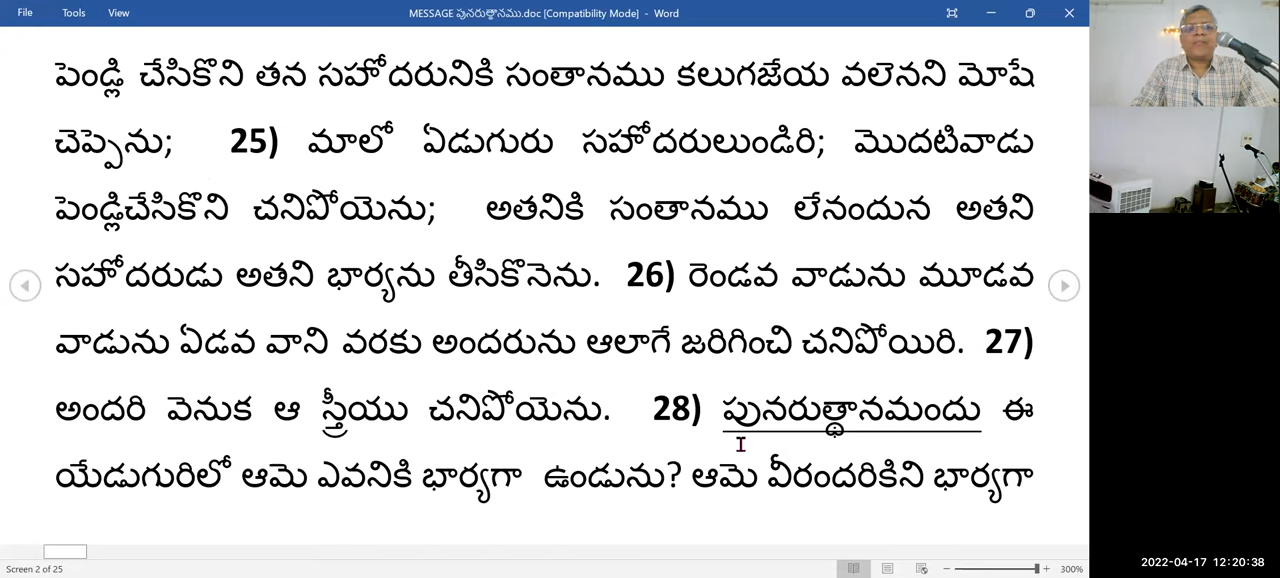 File Tools View MESSAGE పునరుత్థానము.doc [Compatibility Mode] - Word
పెండ్లి చేసికొని తన సహోదరునికి సంతానము కలుగజేయ వలెనని మోషే
చెప్పెను; 25) మాలో ఏడుగురు సహోదరులుండిరి; మొదటివాడు
పెండ్లిచేసికొని చనిపోయెను; అతనికి సంతానము లేనందున అతని
సహోదరుడు అతని భార్యను తీసికొనెను. 26) రెండవ వాడును మూడవ
వాడును ఏడవ వాని వరకు అందరును ఆలాగే జరిగించి చనిపోయిరి. 27)
అందరి వెనుక ఆ స్త్రీయు చనిపోయెను. 28) పునరుత్థానమందు ఈ
యేడుగురిలో ఆమె ఎవనికి భార్యగా ఉండును? ఆమె వీరందరికిని భార్యగా
Screen 2 of 25 300%
2022-04-17 12:20:38